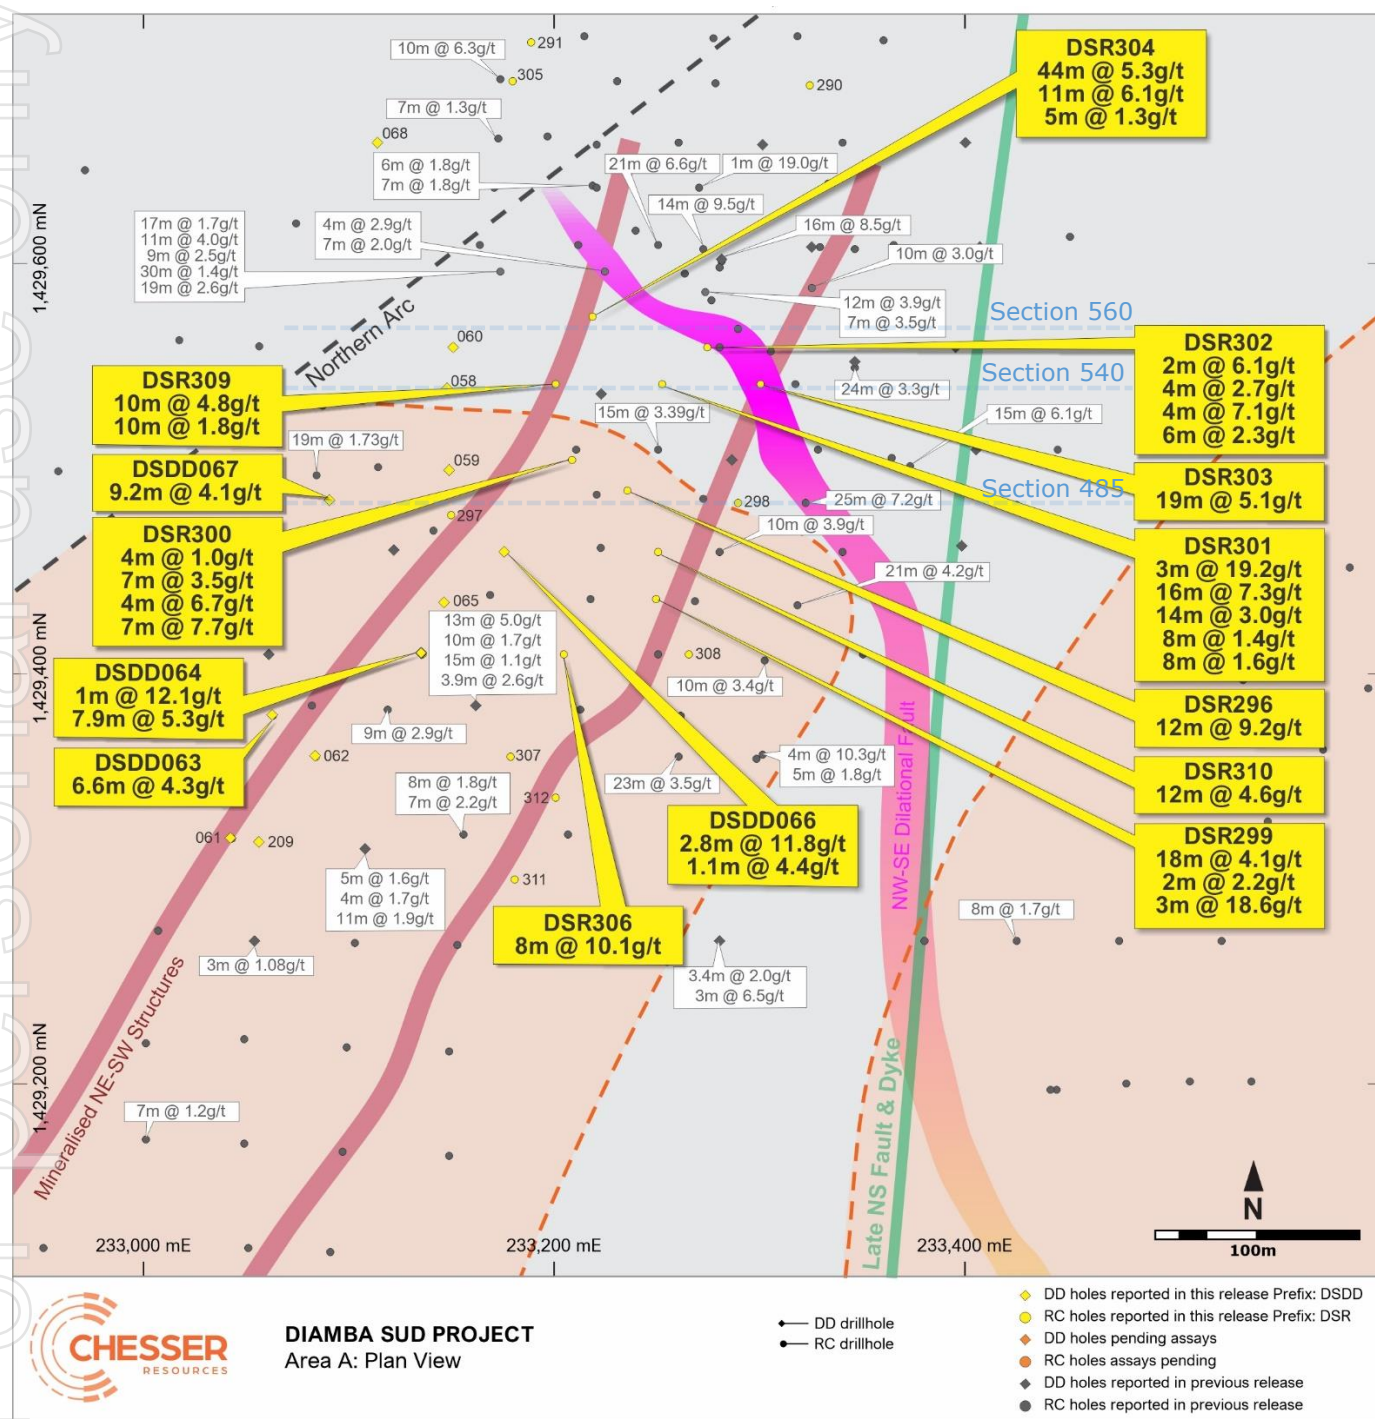 10m @ 6.3g/t
291
305
290
7m @ 1.3g/t
068
6m @ 1.8g/t
7m @ 1.8g/t
21m @ 6.6g/t
1m @ 19.0g/t
14m @ 9.5g/t
16m @ 8.5g/t
10m @ 3.0g/t
12m @ 3.9g/t
7m @ 3.5g/t
17m @ 1.7g/t
11m @ 4.0g/t
9m @ 2.5g/t
30m @ 1.4g/t
19m @ 2.6g/t
4m @ 2.9g/t
7m @ 2.0g/t
DSR304
44m @ 5.3g/t
11m @ 6.1g/t
5m @ 1.3g/t
1,429,600 mN
Northern Arc
Section 560
060
058
Section 540
24m @ 3.3g/t
DSR302
2m @ 6.1g/t
4m @ 2.7g/t
4m @ 7.1g/t
6m @ 2.3g/t
DSR309
10m @ 4.8g/t
10m @ 1.8g/t
15m @ 3.39g/t
15m @ 6.1g/t
19m @ 1.73g/t
059
DSDD067
9.2m @ 4.1g/t
DSR303
19m @ 5.1g/t
Section 485
25m @ 7.2g/t
298
297
10m @ 3.9g/t
21m @ 4.2g/t
DSR300
4m @ 1.0g/t
7m @ 3.5g/t
4m @ 6.7g/t
7m @ 7.7g/t
DSR301
3m @ 19.2g/t
16m @ 7.3g/t
14m @ 3.0g/t
8m @ 1.4g/t
8m @ 1.6g/t
065
13m @ 5.0g/t
10m @ 1.7g/t
15m @ 1.1g/t
3.9m @ 2.6g/t
1,429,400 mN
308
10m @ 3.4g/t
DSDD064
1m @ 12.1g/t
7.9m @ 5.3g/t
DSR296
12m @ 9.2g/t
9m @ 2.9g/t
DSDD063
6.6m @ 4.3g/t
062
307
8m @ 1.8g/t
7m @ 2.2g/t
23m @ 3.5g/t
4m @ 10.3g/t
5m @ 1.8g/t
DSR310
12m @ 4.6g/t
312
061
209
DSDD066
2.8m @ 11.8g/t
1.1m @ 4.4g/t
DSR299
18m @ 4.1g/t
2m @ 2.2g/t
3m @ 18.6g/t
NW-SE Dilational Fault
5m @ 1.6g/t
4m @ 1.7g/t
11m @ 1.9g/t
311
DSR306
8m @ 10.1g/t
8m @ 1.7g/t
3m @ 1.08g/t
3.4m @ 2.0g/t
3m @ 6.5g/t
Mineralised NE-SW Structures
1,429,200 mN
7m @ 1.2g/t
Late NS Fault & Dyke
N
100m
233,000 mE
233,200 mE
233,400 mE
CHESSER
RESOURCES
DIAMBA SUD PROJECT
Area A: Plan View
DD drillhole
RC drillhole
DD holes reported in this release Prefix: DSDD
RC holes reported in this release Prefix: DSR
DD holes pending assays
RC holes assays pending
DD holes reported in previous release
RC holes reported in previous release